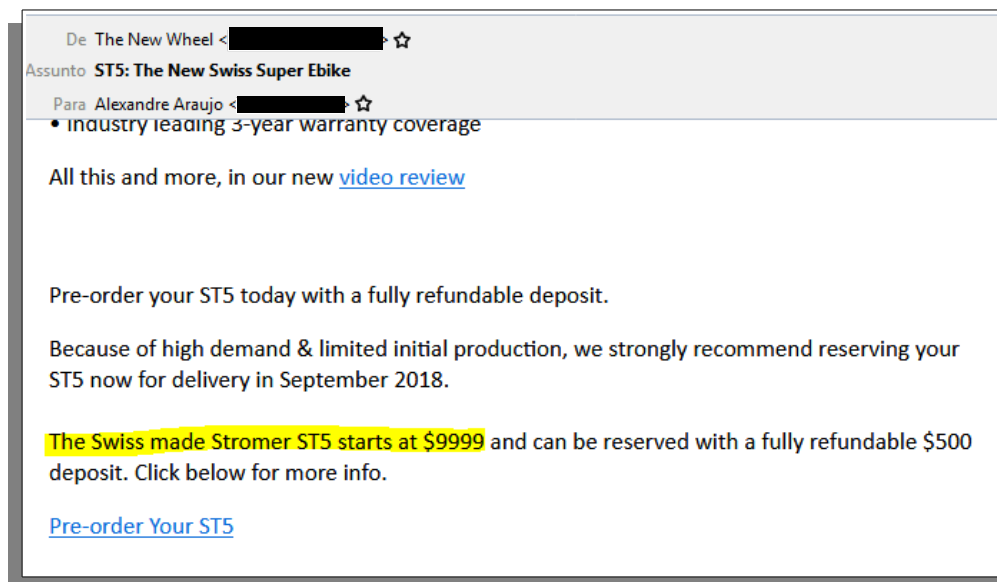 De The New Wheel < > ☆
Assunto ST5: The New Swiss Super Ebike
Para Alexandre Araujo < > ☆
• Industry leading 3-year warranty coverage
All this and more, in our new video review
Pre-order your ST5 today with a fully refundable deposit.
Because of high demand & limited initial production, we strongly recommend reserving your
ST5 now for delivery in September 2018.
The Swiss made Stromer ST5 starts at $9999 and can be reserved with a fully refundable $500
deposit. Click below for more info.
Pre-order Your ST5